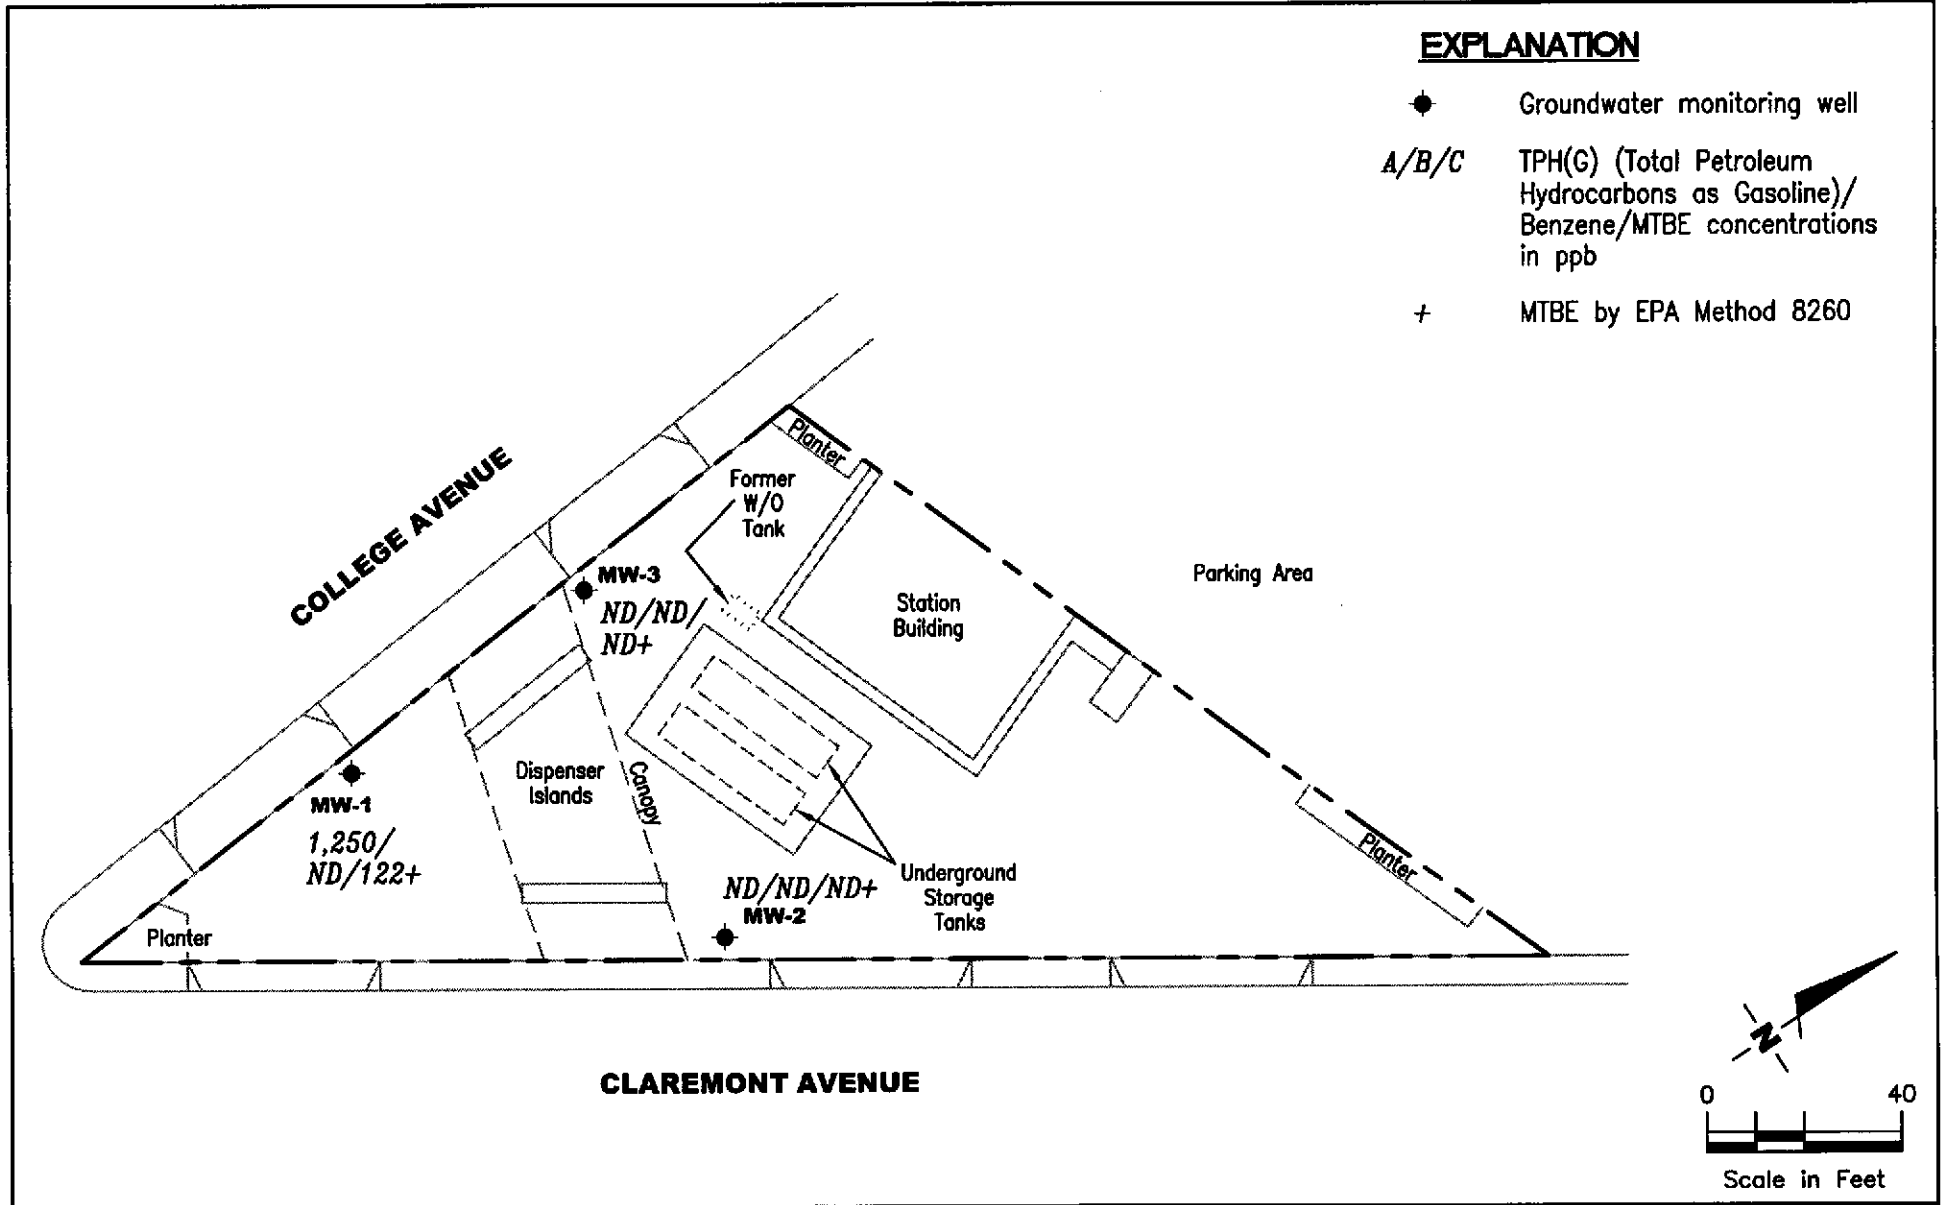 EXPLANATION
Groundwater monitoring well
A/B/C
TPH(G) (Total Petroleum
Hydrocarbons as Gasoline)/
Benzene/MTBE concentrations
in ppb
+
MTBE by EPA Method 8260
COLLEGE AVENUE
Planter
Former
W/O
Tank
MW-3
ND/ND/
ND+
Station
Building
Parking Area
Dispenser
Islands
Canopy
MW-1
1,250/
ND/122+
Underground
Storage
Tanks
ND/ND/ND+
MW-2
Planter
Planter
CLAREMONT AVENUE
N
0 40
Scale in Feet